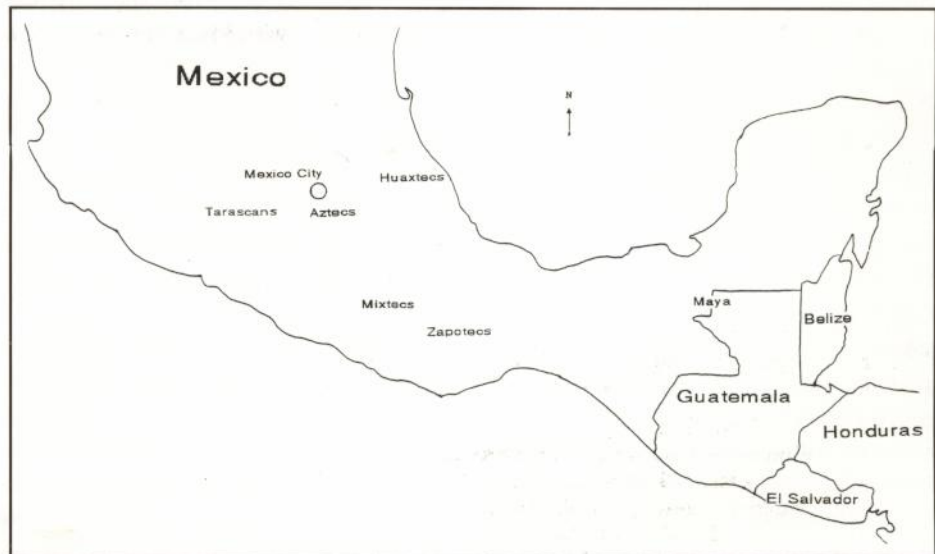 Mexico
N
Mexico City
Huaxtecs
Tarascans
Aztecs
Mixtecs
Zapotecs
Maya
Belize
Guatemala
Honduras
El Salvador